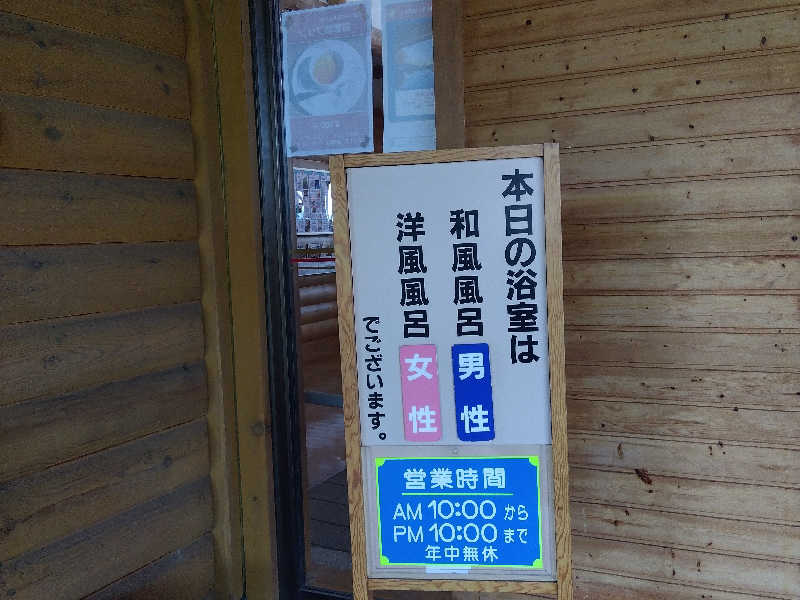 本日の浴室は
和風風呂 男性
洋風風呂 女性
でございます。
営業時間
AM 10:00 から
PM 10:00 まで
年中無休